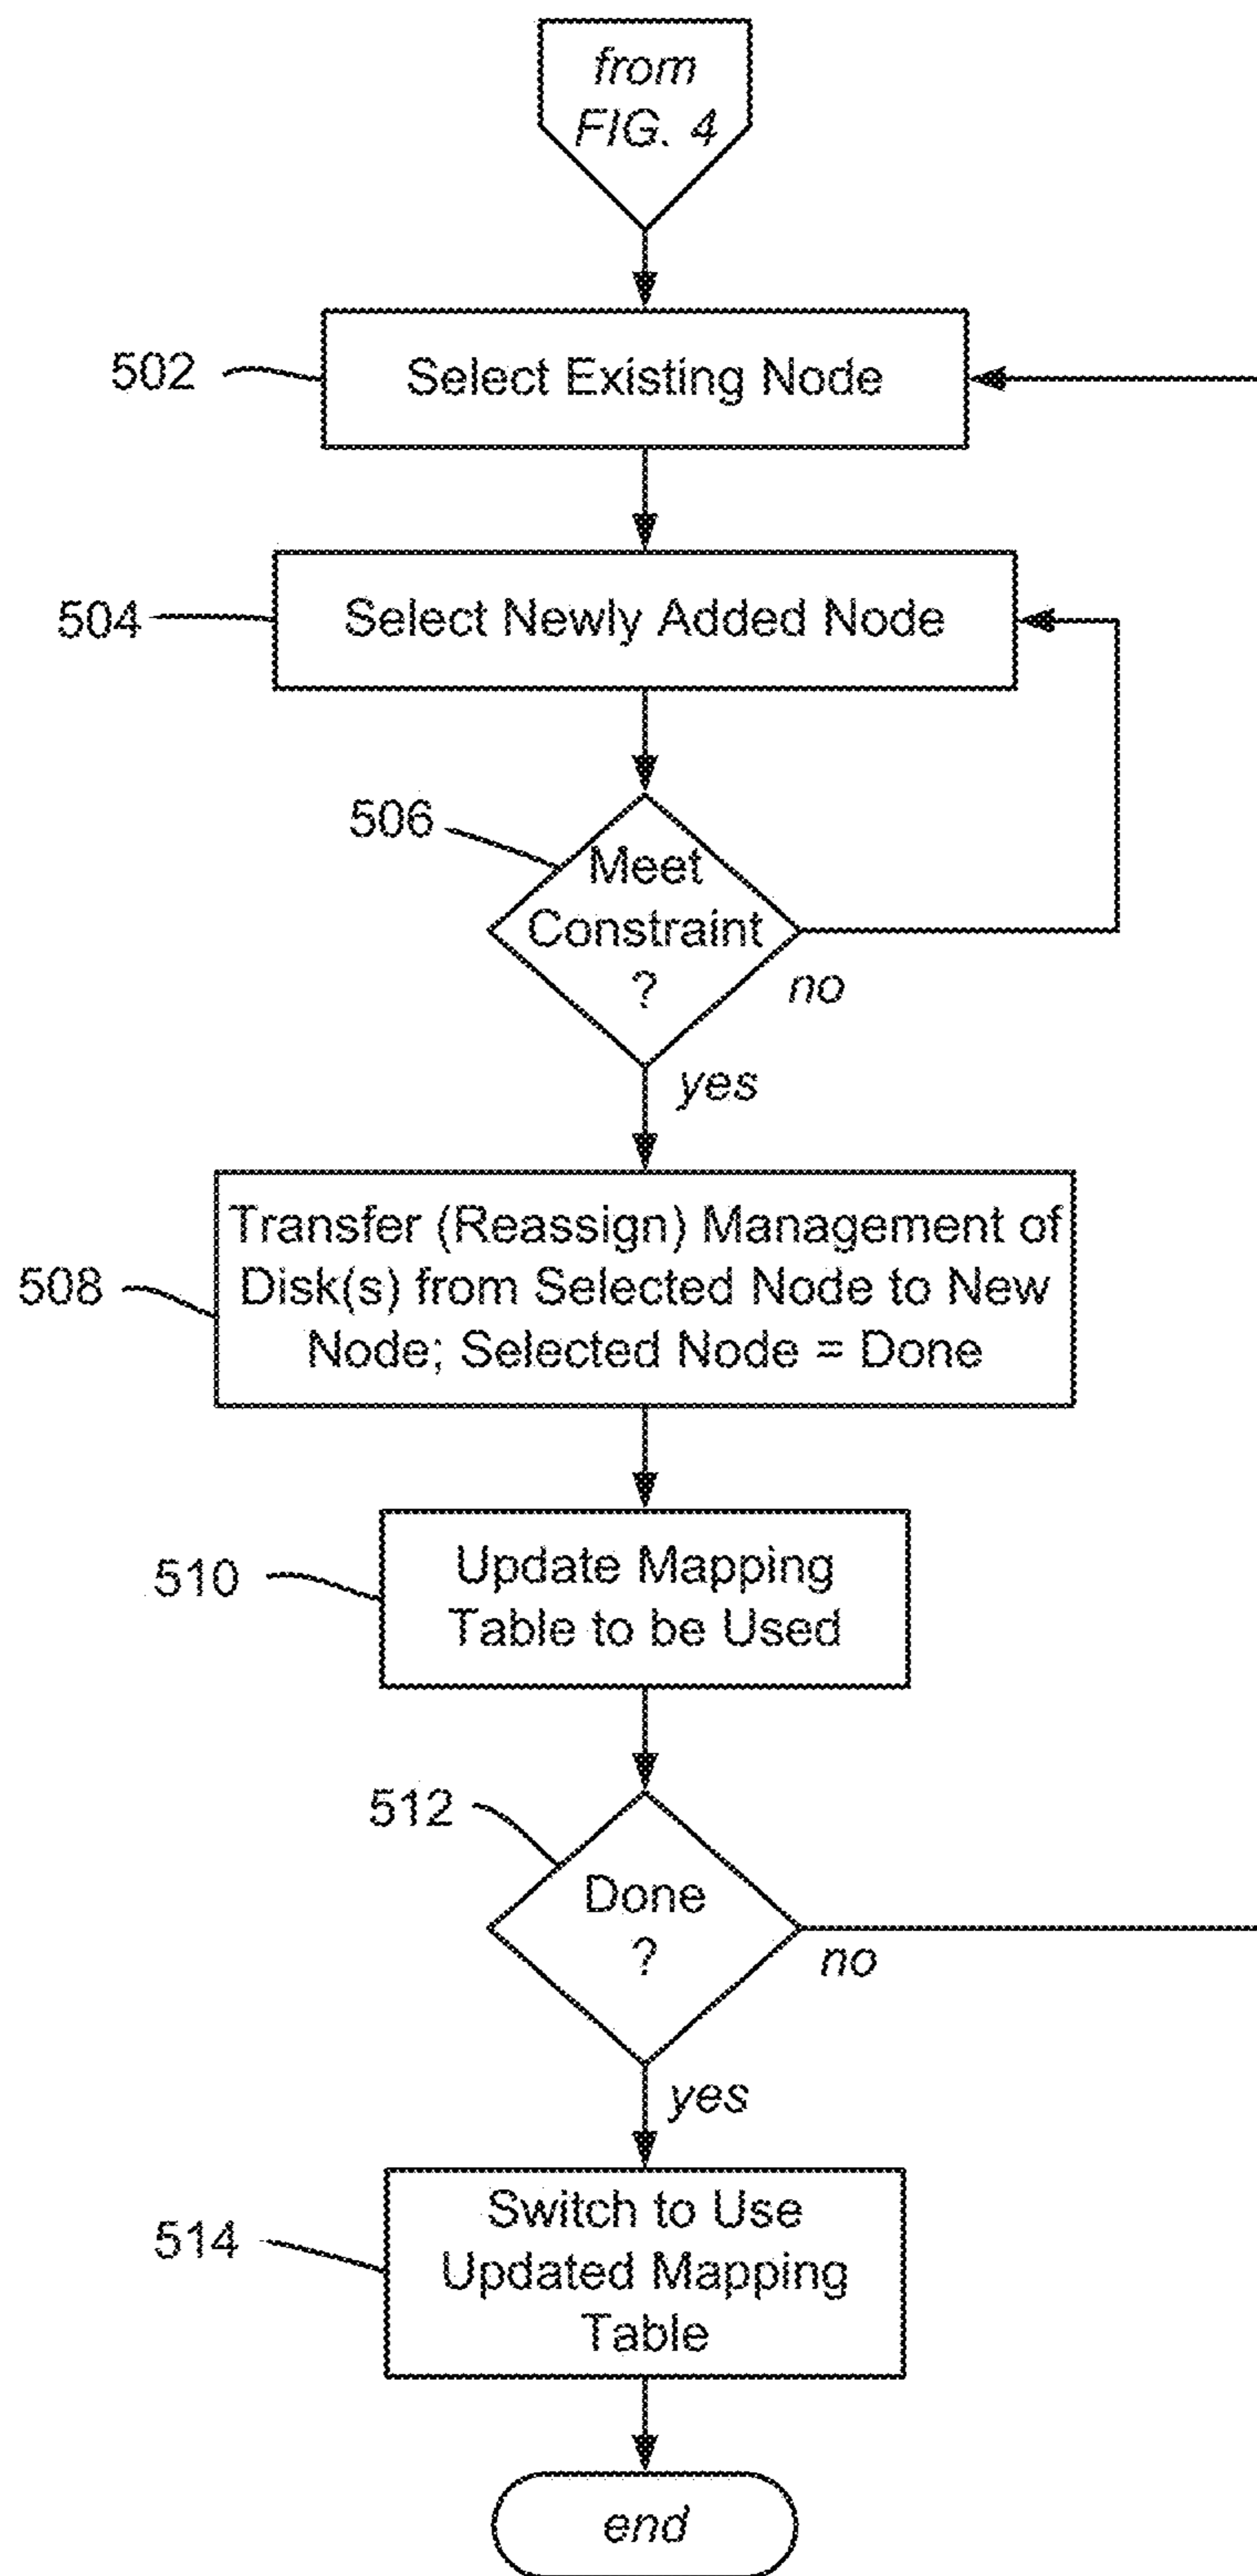 from
FIG. 4
502
Select Existing Node
504
Select Newly Added Node
506
Meet
Constraint
?
no
yes
508
Transfer (Reassign) Management of
Disk(s) from Selected Node to New
Node; Selected Node = Done
510
Update Mapping
Table to be Used
512
Done
?
no
yes
514
Switch to Use
Updated Mapping
Table
end